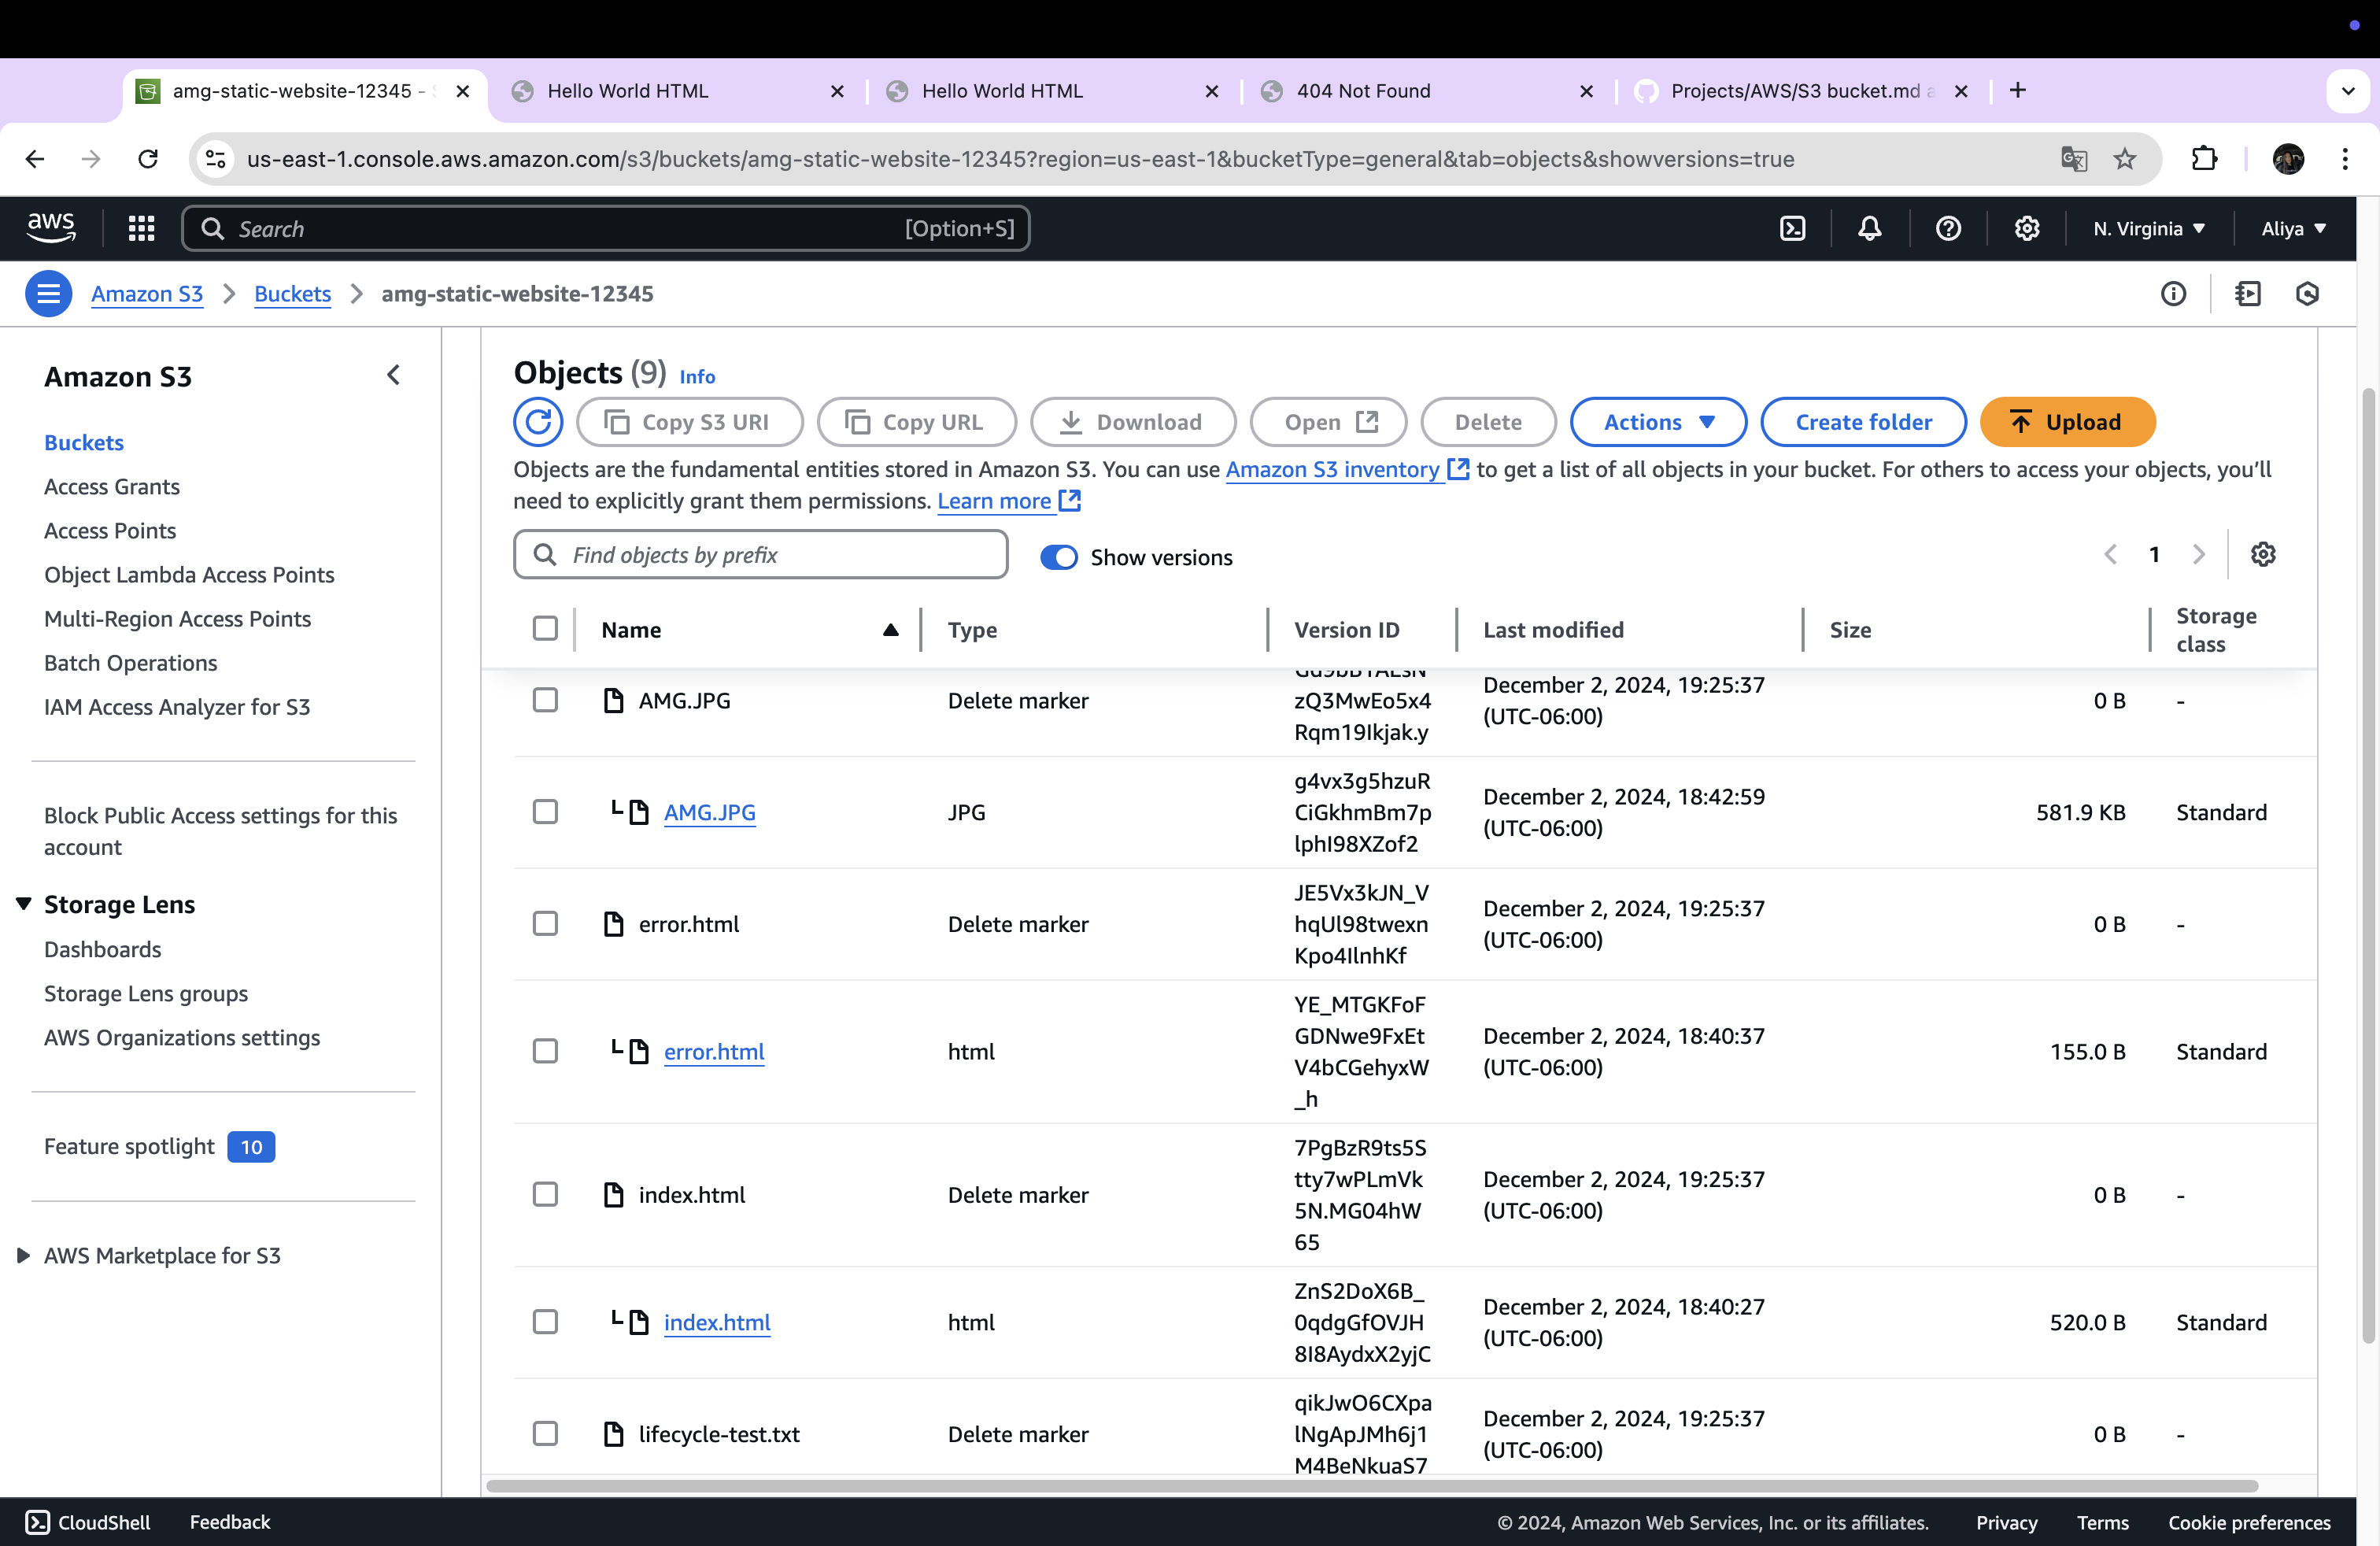 amg-static-website-12345 -
Hello World HTML
Hello World HTML
404 Not Found
Projects/AWS/S3 bucket.md
us-east-1.console.aws.amazon.com/s3/buckets/amg-static-website-12345?region=us-east-1&bucketType=general&tab=objects&showversions=true
aws
Search
[Option+S]
N. Virginia
Aliya
Amazon S3
Buckets
amg-static-website-12345
Amazon S3
Buckets
Access Grants
Access Points
Object Lambda Access Points
Multi-Region Access Points
Batch Operations
IAM Access Analyzer for S3
Block Public Access settings for this
account
Storage Lens
Dashboards
Storage Lens groups
AWS Organizations settings
Feature spotlight 10
AWS Marketplace for S3
Objects (9) Info
Copy S3 URI
Copy URL
Download
Open
Delete
Actions
Create folder
Upload
Objects are the fundamental entities stored in Amazon S3. You can use Amazon S3 inventory to get a list of all objects in your bucket. For others to access your objects, you'll
need to explicitly grant them permissions. Learn more
Find objects by prefix
Show versions
1
Name
Type
Version ID
Last modified
Size
Storage
class
AMG.JPG
Delete marker
zQ3MwEo5x4
Rqm19Ikjak.y
December 2, 2024, 19:25:37
(UTC-06:00)
0 B
-
AMG.JPG
JPG
g4vx3g5hzuR
CiGkhmBm7p
lphI98XZof2
December 2, 2024, 18:42:59
(UTC-06:00)
581.9 KB
Standard
error.html
Delete marker
JE5Vx3kJN_V
hqUl98twexn
Kpo4IlnhKf
December 2, 2024, 19:25:37
(UTC-06:00)
0 B
-
error.html
html
YE_MTGKFoF
GDNwe9FxEt
V4bCGehyxW
_h
December 2, 2024, 18:40:37
(UTC-06:00)
155.0 B
Standard
index.html
Delete marker
7PgBzR9ts5S
tty7wPLmVk
5N.MG04hW
65
December 2, 2024, 19:25:37
(UTC-06:00)
0 B
-
index.html
html
ZnS2DoX6B_
0qdgGfOVJH
8I8AydxX2yjC
December 2, 2024, 18:40:27
(UTC-06:00)
520.0 B
Standard
lifecycle-test.txt
Delete marker
qikJwO6CXpa
lNgApJMh6j1
M4BeNkuaS7
December 2, 2024, 19:25:37
(UTC-06:00)
0 B
-
CloudShell
Feedback
© 2024, Amazon Web Services, Inc. or its affiliates.
Privacy
Terms
Cookie preferences